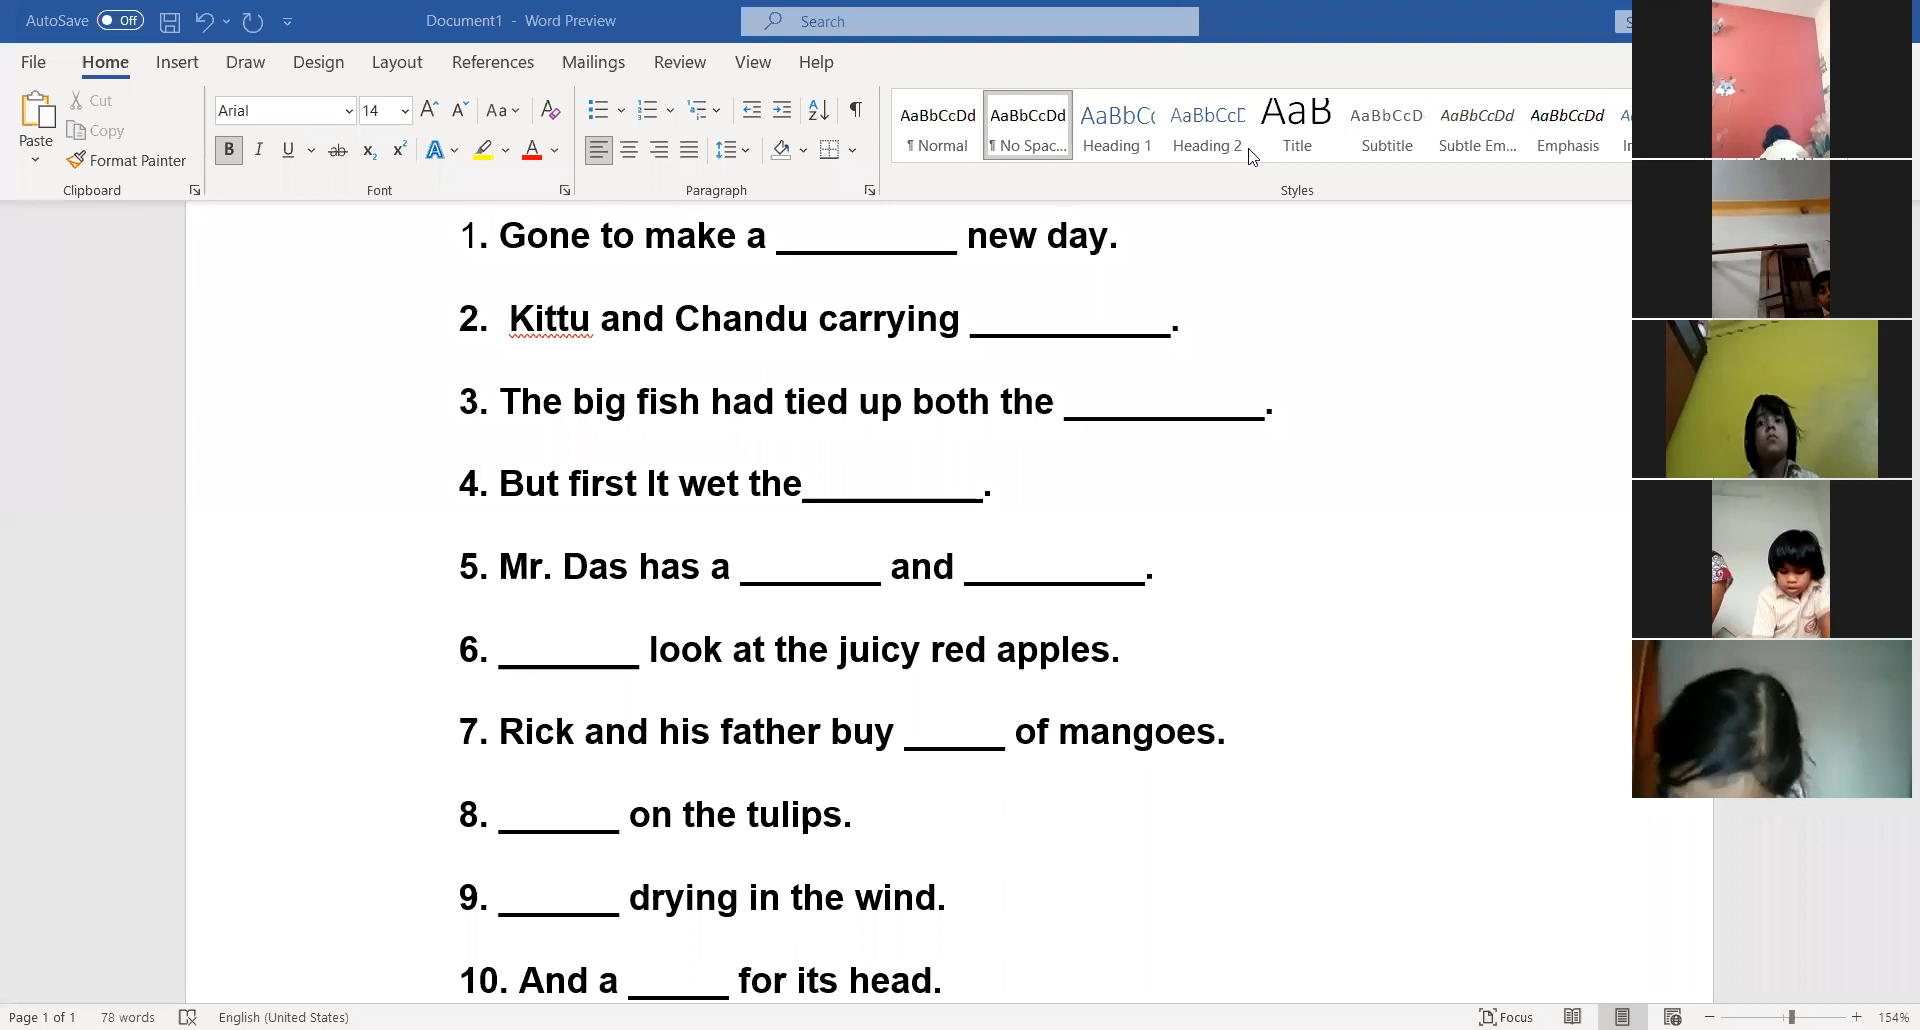 AutoSave Off Document1 - Word Preview Search
File Home Insert Draw Design Layout References Mailings Review View Help
Paste
Cut
Copy
Format Painter
Clipboard
Arial 14
Font
Paragraph
AaBbCcDd AaBbCcDd AaBbCc AaBbCcD AaB AaBbCcD AaBbCcDd AaBbCcDd
¶ Normal ¶ No Spac... Heading 1 Heading 2 Title Subtitle Subtle Em... Emphasis
Styles
1. Gone to make a _________ new day.
2. Kittu and Chandu carrying __________.
3. The big fish had tied up both the __________.
4. But first It wet the_________.
5. Mr. Das has a _______ and _________.
6. _______ look at the juicy red apples.
7. Rick and his father buy _____ of mangoes.
8. ______ on the tulips.
9. ______ drying in the wind.
10. And a _____ for its head.
Page 1 of 1 78 words English (United States) Focus 154%